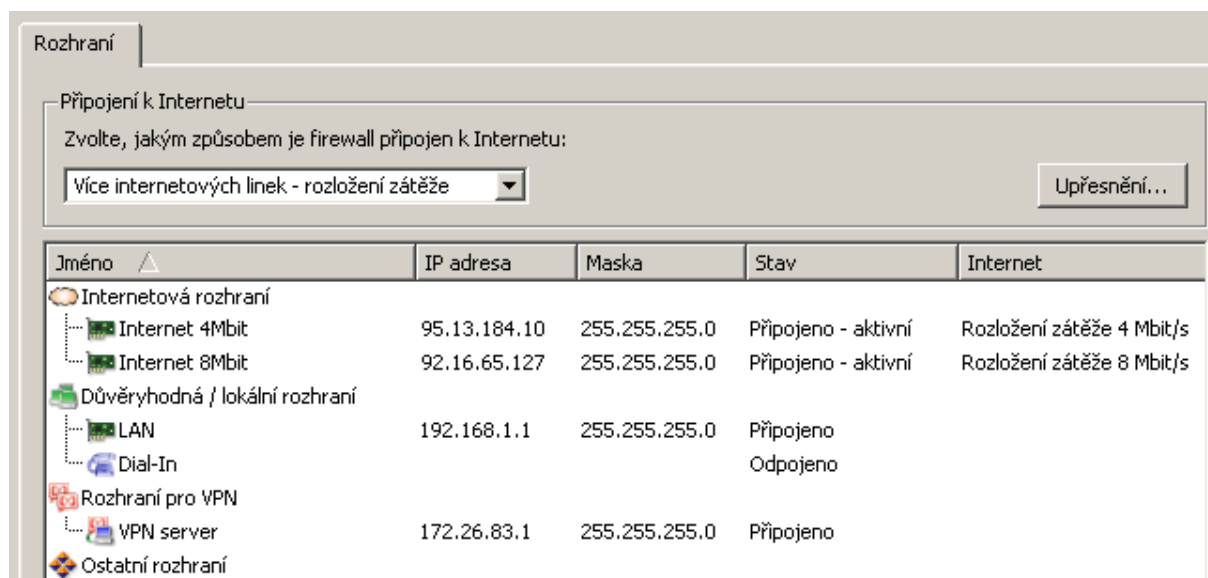 Rozhraní
Připojení k Internetu
Zvolte, jakým způsobem je firewall připojen k Internetu:
Více internetových linek - rozložení zátěže
Upřesnění...
Jméno IP adresa Maska Stav Internet
Internetová rozhraní
Internet 4Mbit 95.13.184.10 255.255.255.0 Připojeno - aktivní Rozložení zátěže 4 Mbit/s
Internet 8Mbit 92.16.65.127 255.255.255.0 Připojeno - aktivní Rozložení zátěže 8 Mbit/s
Důvěryhodná / lokální rozhraní
LAN 192.168.1.1 255.255.255.0 Připojeno
Dial-In Odpojeno
Rozhraní pro VPN
VPN server 172.26.83.1 255.255.255.0 Připojeno
Ostatní rozhraní